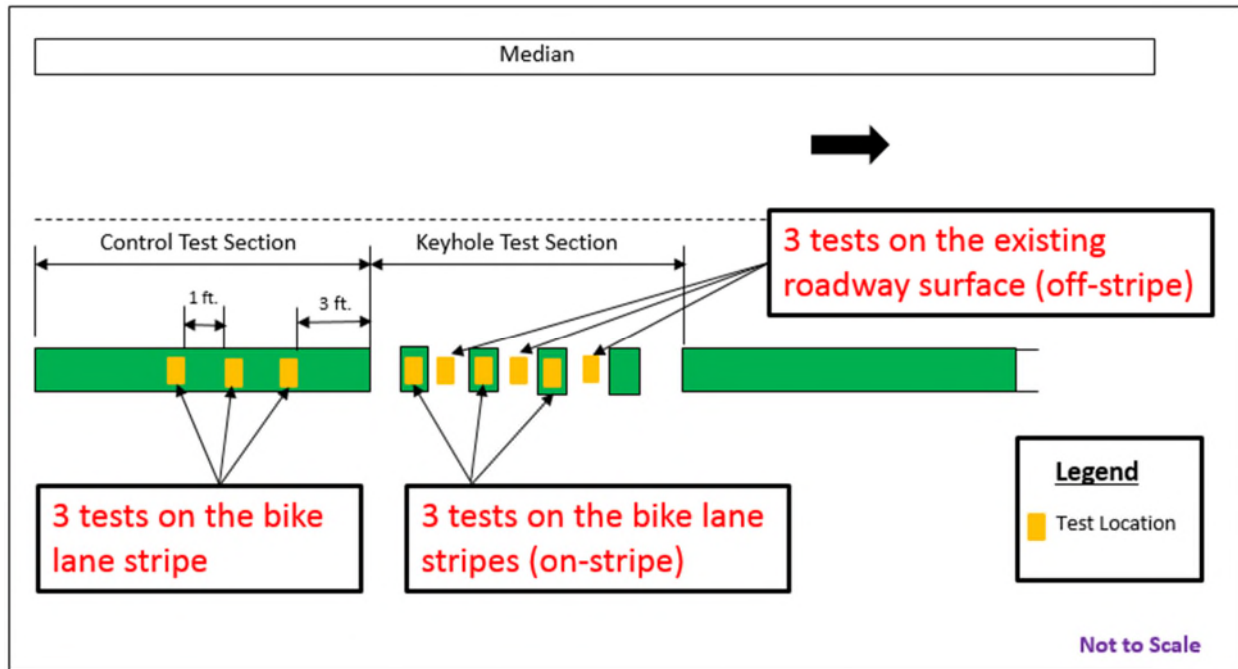 Median
Control Test Section
Keyhole Test Section
3 tests on the existing
roadway surface (off-stripe)
1 ft.
3 ft.
3 tests on the bike
lane stripe
3 tests on the bike lane
stripes (on-stripe)
Legend
Test Location
Not to Scale